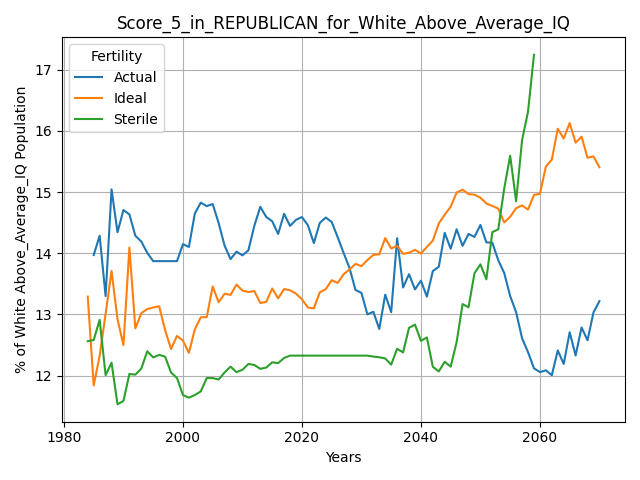 Score_5_in_REPUBLICAN_for_White_Above_Average_IQ
Fertility
Actual
Ideal
Sterile
% of White Above_Average_IQ Population
17
16
15
14
13
12
1980
2000
2020
2040
2060
Years